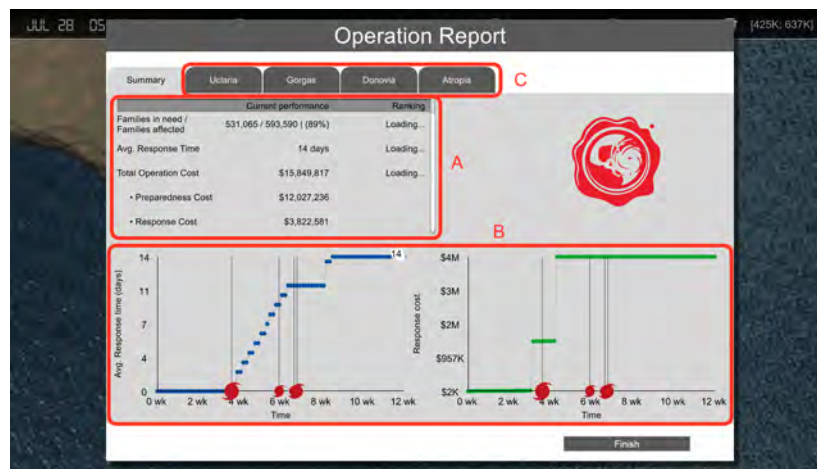 JUL 28 05
Operation Report
[425K: 637K]
Summary
Uclaria
Gorgas
Donovia
Atropia
C
Current performance
Ranking
Families in need /
Families affected
531,065 / 593,590 | (89%)
Loading...
Avg. Response Time
14 days
Loading...
Total Operation Cost
$15,849,817
Loading...
• Preparedness Cost
$12,027,236
• Response Cost
$3,822,581
A
B
Avg. Response time (days)
14
11
7
4
0
14
0 wk
2 wk
4 wk
6 wk
8 wk
10 wk
12 wk
Time
Response cost
$4M
$3M
$2M
$957K
$2K
0 wk
2 wk
4 wk
6 wk
8 wk
10 wk
12 wk
Time
Finish